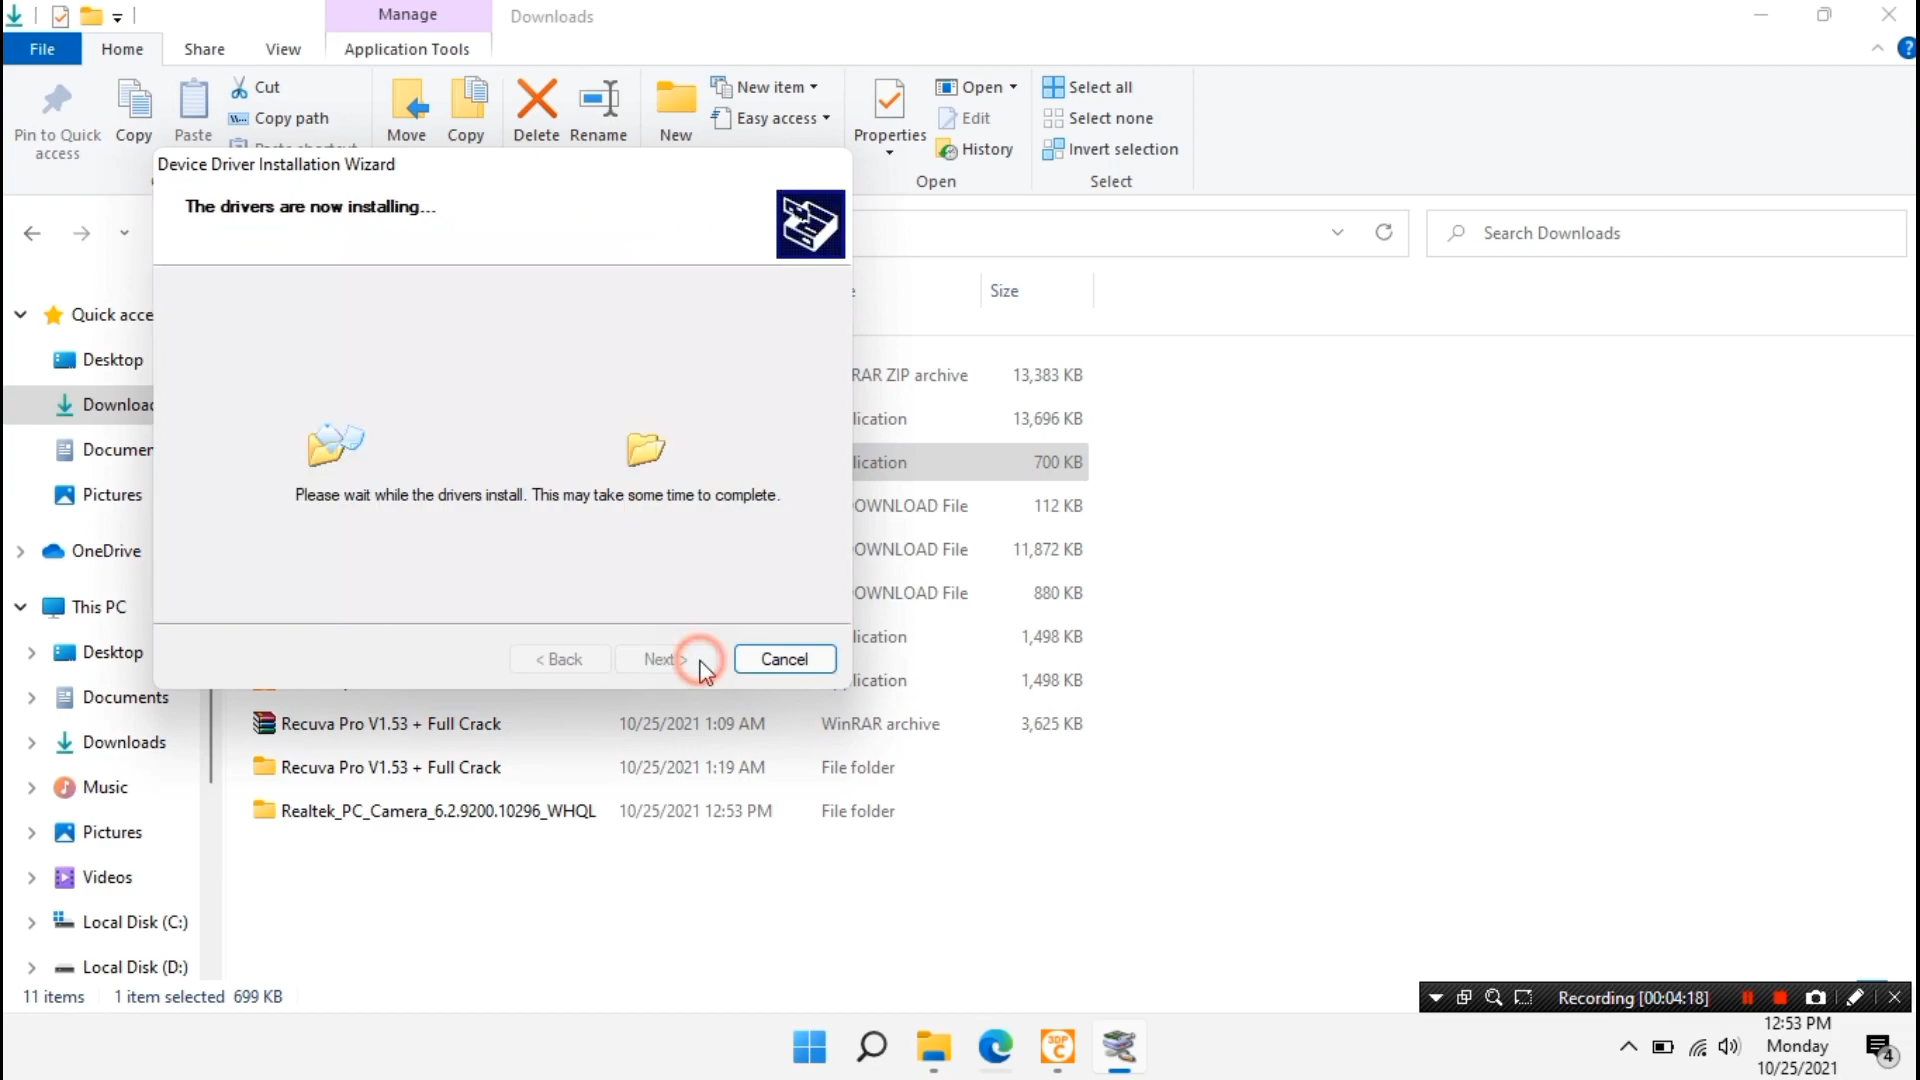 Manage
Downloads
File
Home
Share
View
Application Tools
Pin to Quick access
Copy
Paste
Cut
Copy path
Move
Copy
Delete
Rename
New
New item
Easy access
Properties
Open
Edit
History
Select all
Select none
Invert selection
Open
Select
Device Driver Installation Wizard
The drivers are now installing...
Please wait while the drivers install. This may take some time to complete.
< Back
Next >
Cancel
Search Downloads
Size
Quick acce
Desktop
Downloa
Documen
Pictures
OneDrive
This PC
Desktop
Documents
Downloads
Music
Pictures
Videos
Local Disk (C:)
Local Disk (D:)
RAR ZIP archive 13,383 KB
lication 13,696 KB
lication 700 KB
OWNLOAD File 112 KB
OWNLOAD File 11,872 KB
OWNLOAD File 880 KB
lication 1,498 KB
lication 1,498 KB
Recuva Pro V1.53 + Full Crack 10/25/2021 1:09 AM WinRAR archive 3,625 KB
Recuva Pro V1.53 + Full Crack 10/25/2021 1:19 AM File folder
Realtek_PC_Camera_6.2.9200.10296_WHQL 10/25/2021 12:53 PM File folder
11 items 1 item selected 699 KB
Recording [00:04:18]
3DP
C
12:53 PM
Monday
10/25/2021
4